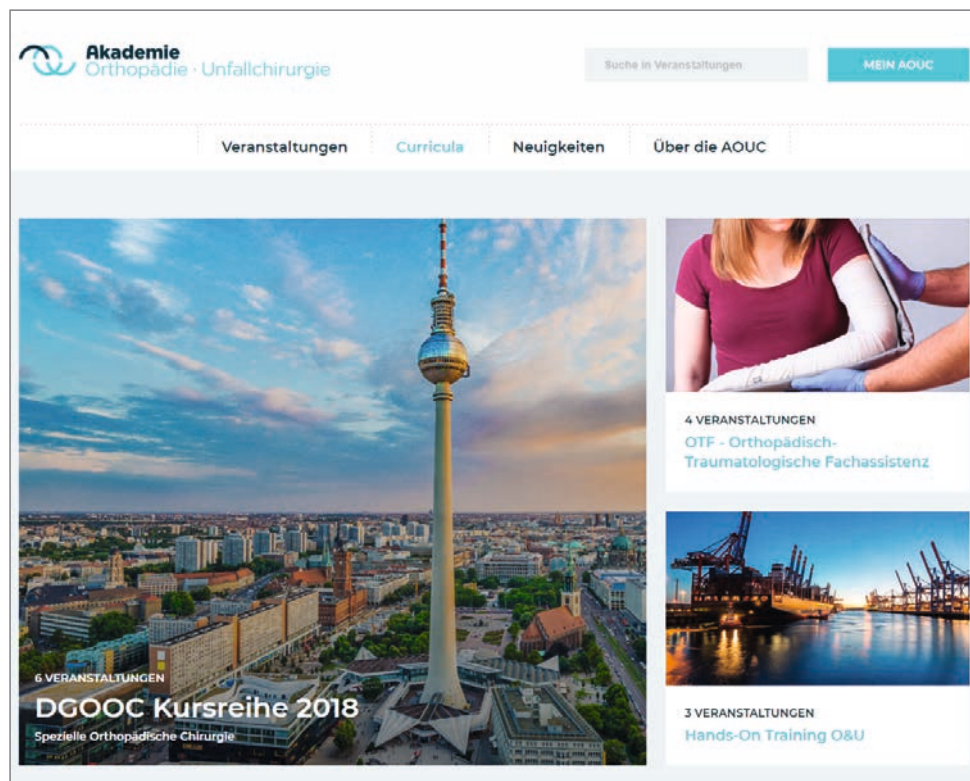 Akademie
Orthopädie · Unfallchirurgie
Suche in Veranstaltungen
MEIN AOUC
Veranstaltungen
Curricula
Neuigkeiten
Über die AOUC
4 VERANSTALTUNGEN
OTF - Orthopädisch-
Traumatologische Fachassistenz
6 VERANSTALTUNGEN
DGOOC Kursreihe 2018
Spezielle Orthopädische Chirurgie
3 VERANSTALTUNGEN
Hands-On Training O&U